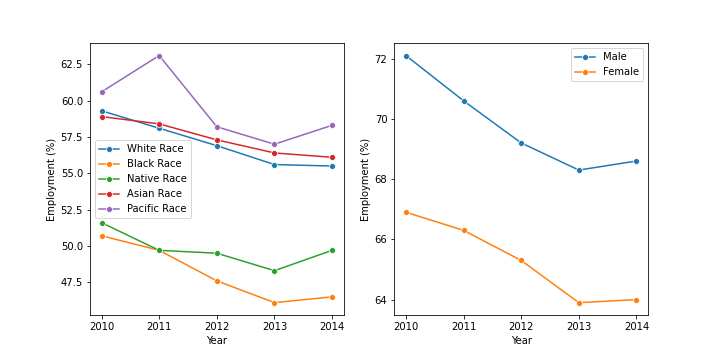 62.5
60.0
57.5
55.0
52.5
50.0
47.5
Employment (%)
White Race
Black Race
Native Race
Asian Race
Pacific Race
2010 2011 2012 2013 2014
Year
72
70
68
66
64
Employment (%)
Male
Female
2010 2011 2012 2013 2014
Year